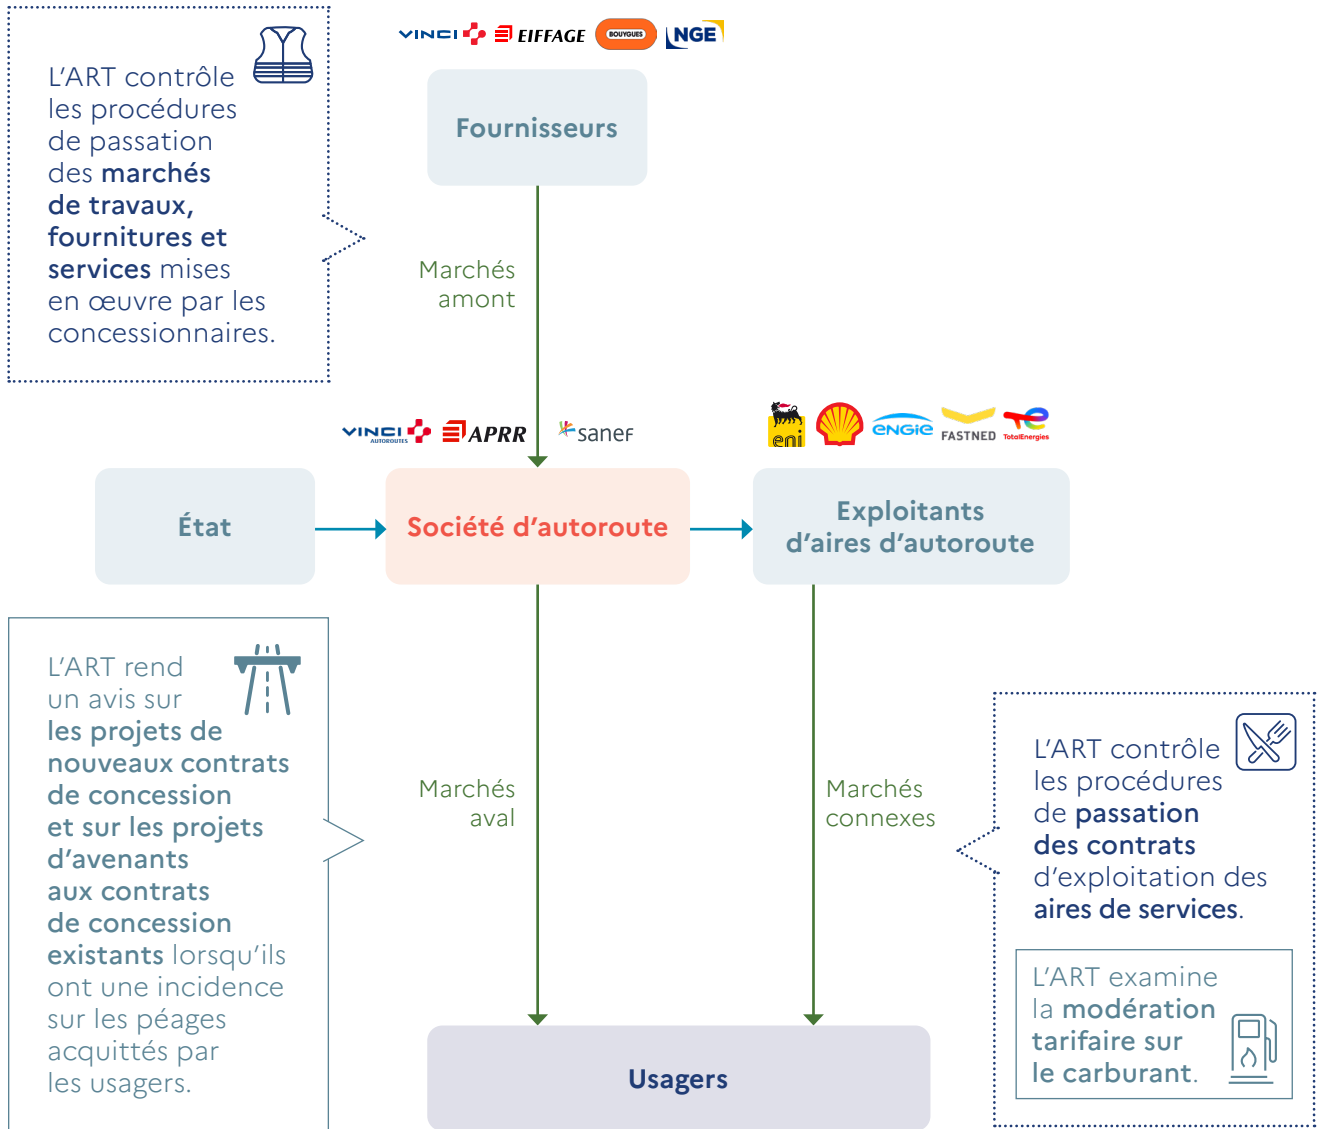 L'ART contrôle
les procédures
de passation
des marchés
de travaux,
fournitures et
services mises
en œuvre par les
concessionnaires.
VINCI
EIFFAGE
BOUYGUES
NGE
Fournisseurs
Marchés
amont
VINCI
AUTOROUTES
APRR
sanef
eni
ENGIE
FASTNED
TotalEnergies
État
Société d'autoroute
Exploitants
d'aires d'autoroute
L'ART rend
un avis sur
les projets de
nouveaux contrats
de concession
et sur les projets
d'avenants
aux contrats
de concession
existants lorsqu'ils
ont une incidence
sur les péages
acquittés par
les usagers.
Marchés
aval
Marchés
connexes
L'ART contrôle
les procédures
de passation
des contrats
d'exploitation des
aires de services.
L'ART examine
la modération
tarifaire sur
le carburant.
Usagers